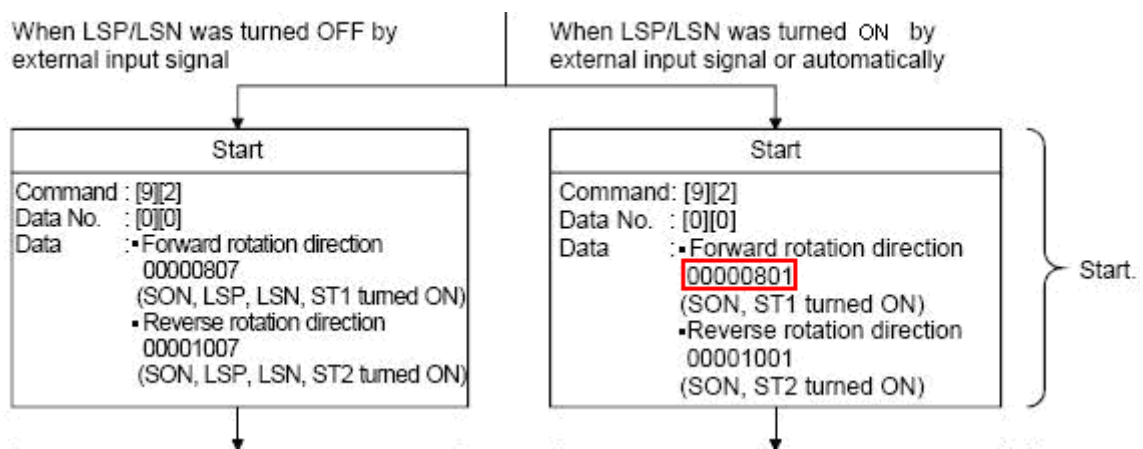 When LSP/LSN was turned OFF by
external input signal
When LSP/LSN was turned ON by
external input signal or automatically
Start
Command : [9][2]
Data No. : [0][0]
Data :▪Forward rotation direction
00000807
(SON, LSP, LSN, ST1 turned ON)
▪Reverse rotation direction
00001007
(SON, LSP, LSN, ST2 turned ON)
Start
Command: [9][2]
Data No. : [0][0]
Data :▪Forward rotation direction
00000801
(SON, ST1 turned ON)
▪Reverse rotation direction
00001001
(SON, ST2 turned ON)
Start.